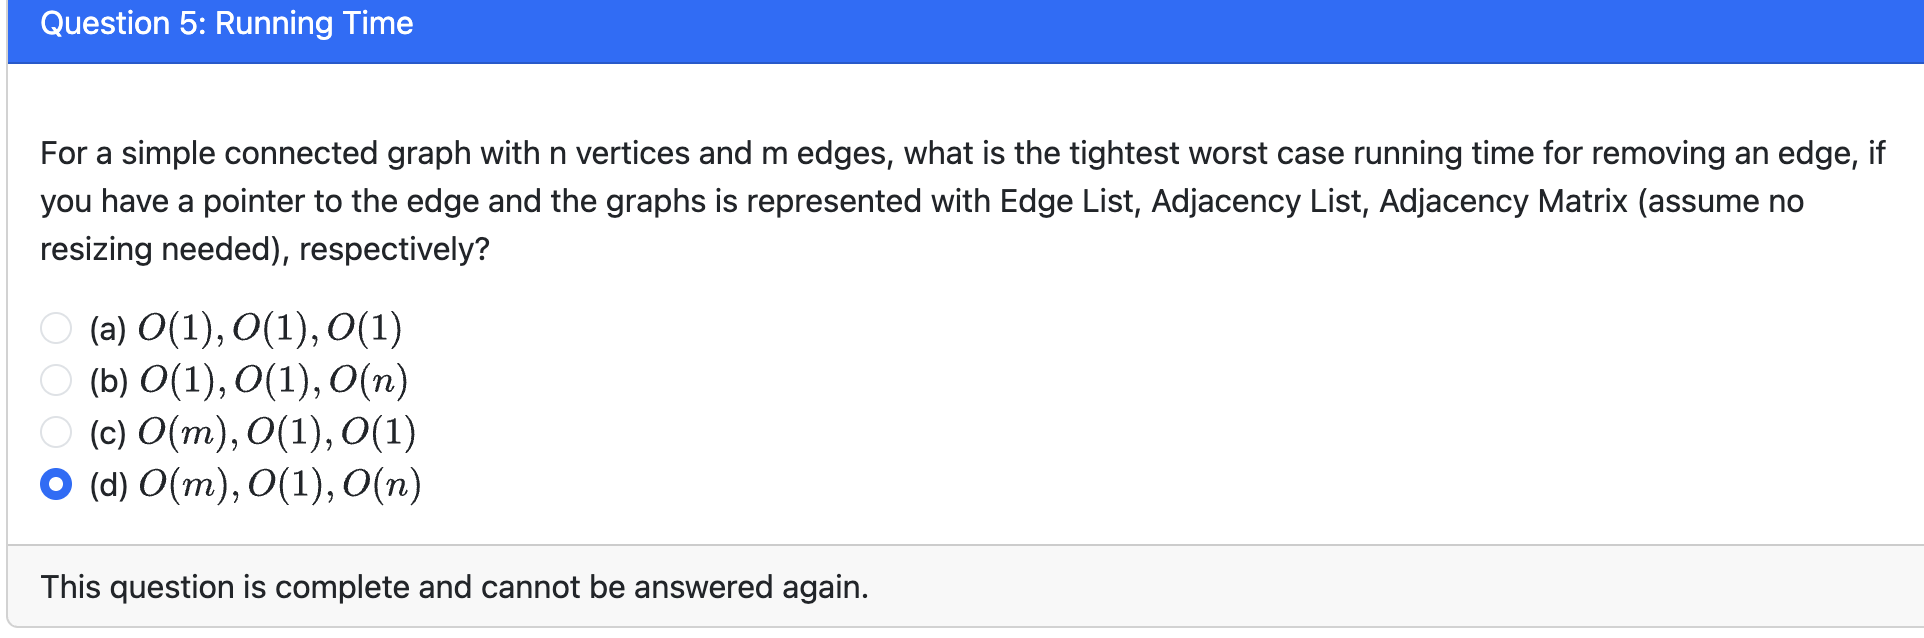 Question 5: Running Time
For a simple connected graph with n vertices and m edges, what is the tightest worst case running time for removing an edge, if
you have a pointer to the edge and the graphs is represented with Edge List, Adjacency List, Adjacency Matrix (assume no
resizing needed), respectively?
(a) O(1), O(1), O(1)
(b) O(1), O(1), O(n)
(c) O(m), O(1), O(1)
(d) O(m), O(1), O(n)
This question is complete and cannot be answered again.